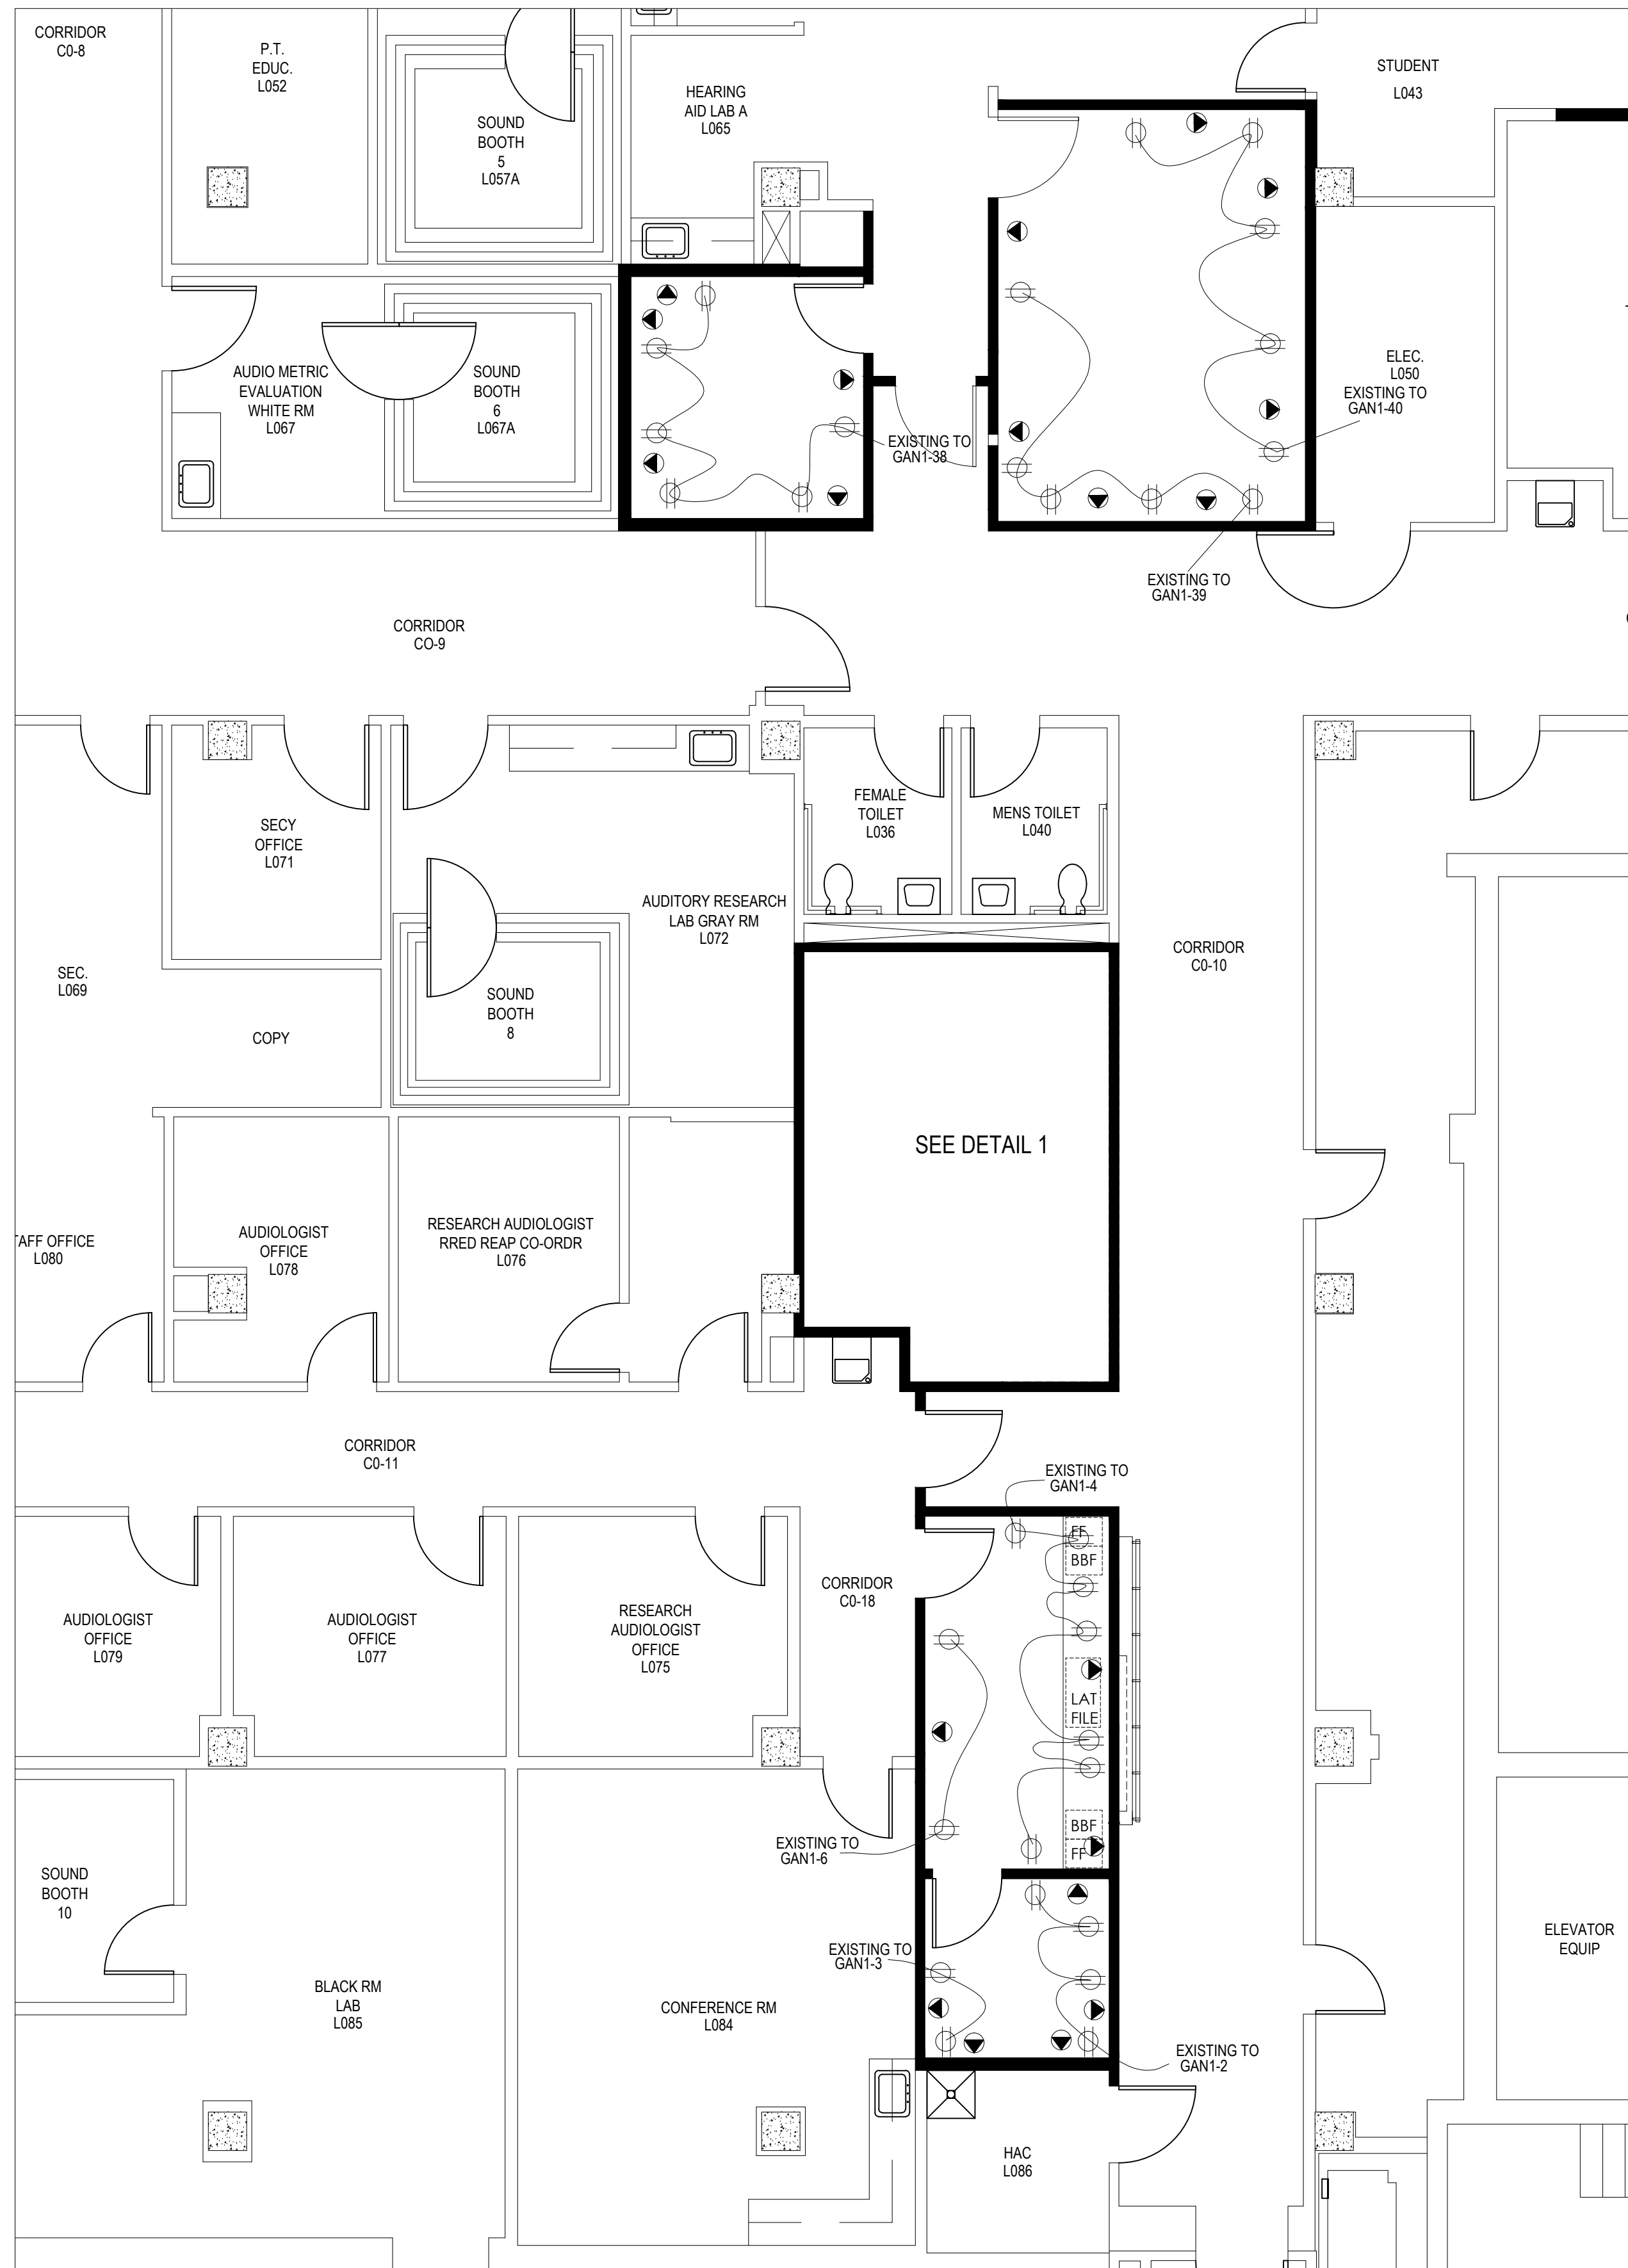 CORRIDOR
C0-8
P.T.
EDUC.
L052
SOUND
BOOTH
5
L057A
HEARING
AID LAB A
L065
STUDENT
L043
AUDIO METRIC
EVALUATION
WHITE RM
L067
SOUND
BOOTH
6
L067A
EXISTING TO
GAN1-38
ELEC.
L050
EXISTING TO
GAN1-40
EXISTING TO
GAN1-39
CORRIDOR
CO-9
SECY
OFFICE
L071
FEMALE
TOILET
L036
MENS TOILET
L040
AUDITORY RESEARCH
LAB GRAY RM
L072
CORRIDOR
C0-10
SEC.
L069
SOUND
BOOTH
8
COPY
SEE DETAIL 1
TAFF OFFICE
L080
AUDIOLOGIST
OFFICE
L078
RESEARCH AUDIOLOGIST
RRED REAP CO-ORDR
L076
CORRIDOR
C0-11
EXISTING TO
GAN1-4
FF
BBF
CORRIDOR
C0-18
AUDIOLOGIST
OFFICE
L079
AUDIOLOGIST
OFFICE
L077
RESEARCH
AUDIOLOGIST
OFFICE
L075
LAT
FILE
BBF
FF
EXISTING TO
GAN1-6
SOUND
BOOTH
10
EXISTING TO
GAN1-3
ELEVATOR
EQUIP
BLACK RM
LAB
L085
CONFERENCE RM
L084
EXISTING TO
GAN1-2
HAC
L086